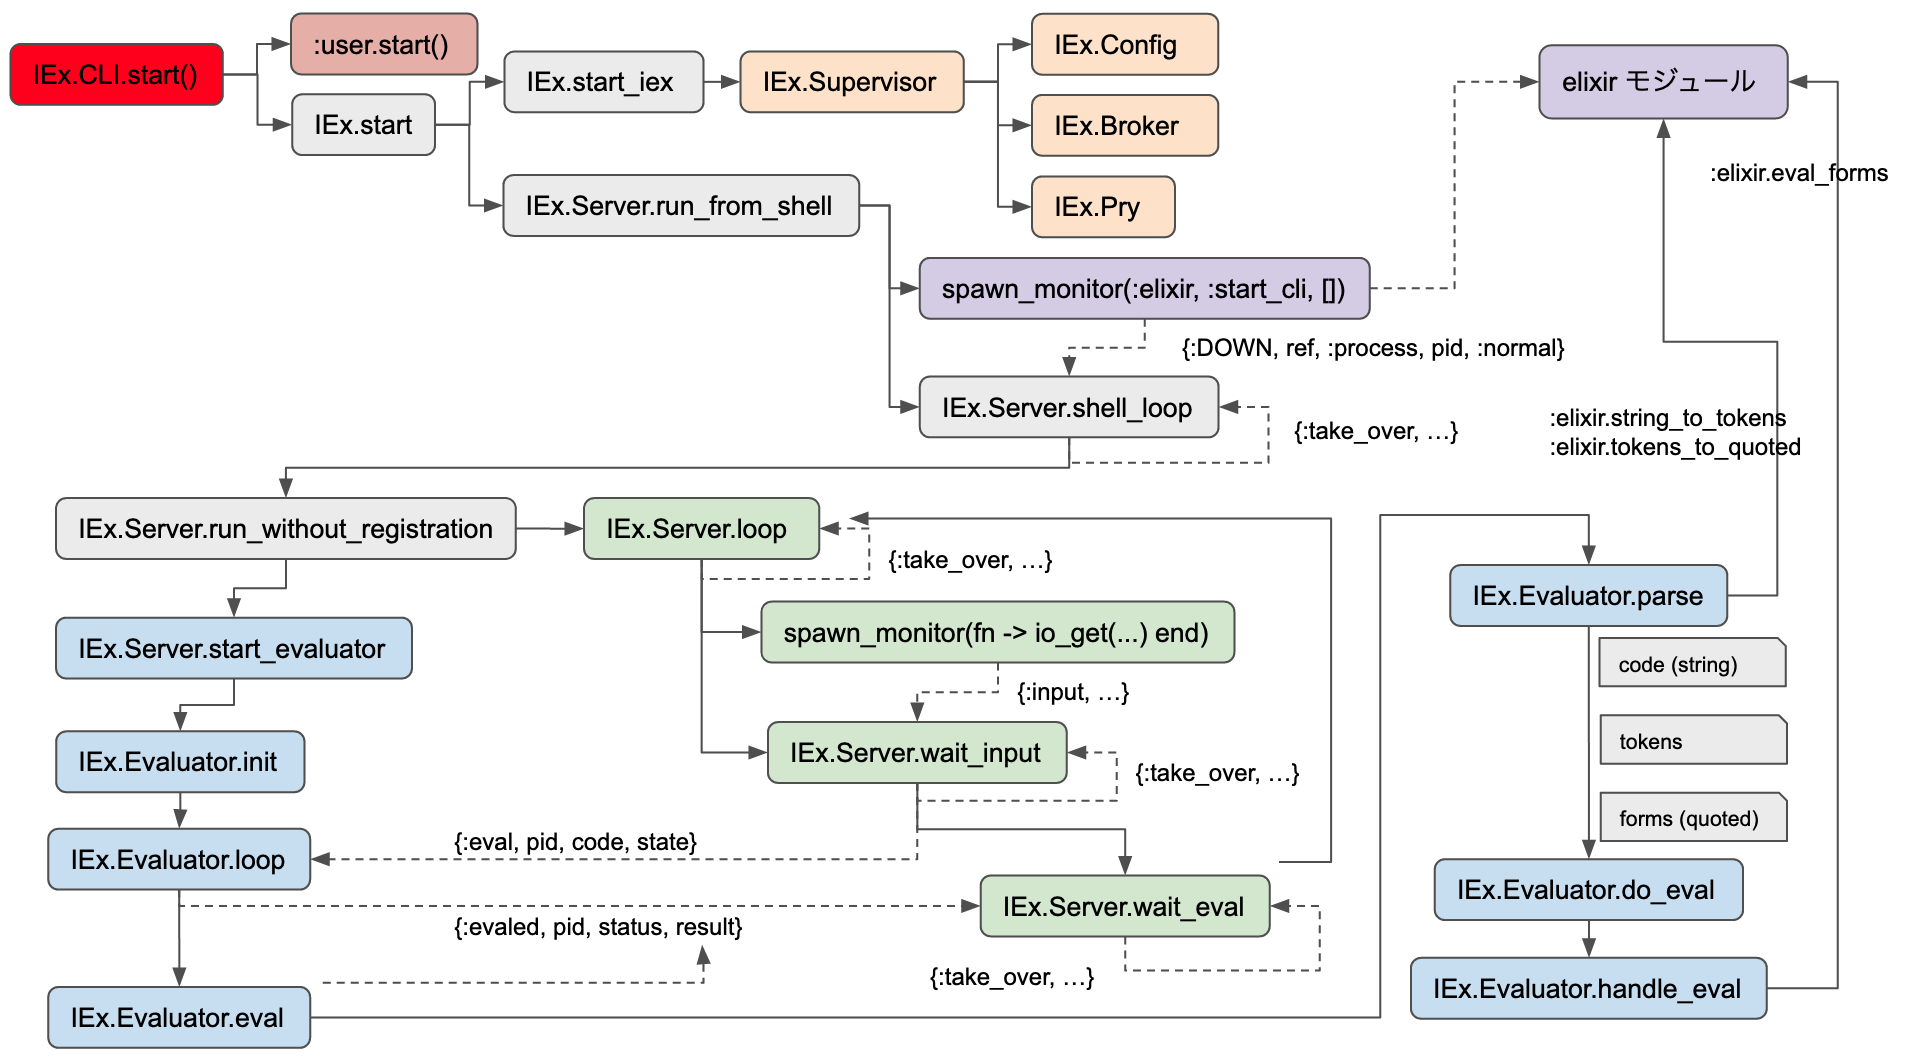 IEx.CLI.start()
:user.start()
IEx.start
IEx.start_iex
IEx.Supervisor
IEx.Config
IEx.Broker
IEx.Pry
elixir モジュール
:elixir.eval_forms
IEx.Server.run_from_shell
spawn_monitor(:elixir, :start_cli, [])
{:DOWN, ref, :process, pid, :normal}
IEx.Server.shell_loop
{:take_over, …}
:elixir.string_to_tokens
:elixir.tokens_to_quoted
IEx.Server.run_without_registration
IEx.Server.loop
{:take_over, …}
IEx.Server.start_evaluator
spawn_monitor(fn -> io_get(...) end)
{:input, …}
IEx.Evaluator.parse
code (string)
tokens
forms (quoted)
IEx.Evaluator.init
IEx.Server.wait_input
{:take_over, …}
IEx.Evaluator.loop
{:eval, pid, code, state}
IEx.Server.wait_eval
{:evaled, pid, status, result}
{:take_over, …}
IEx.Evaluator.do_eval
IEx.Evaluator.handle_eval
IEx.Evaluator.eval